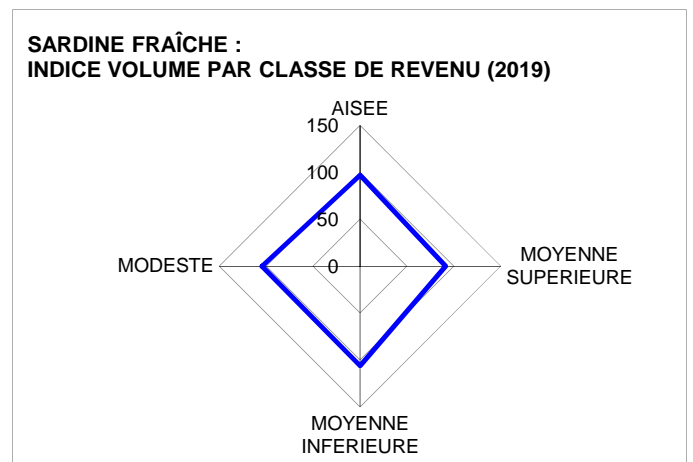 SARDINE FRAÎCHE :
INDICE VOLUME PAR CLASSE DE REVENU (2019)
AISEE
150
100
50
0
MODESTE
MOYENNE
SUPERIEURE
MOYENNE
INFERIEURE